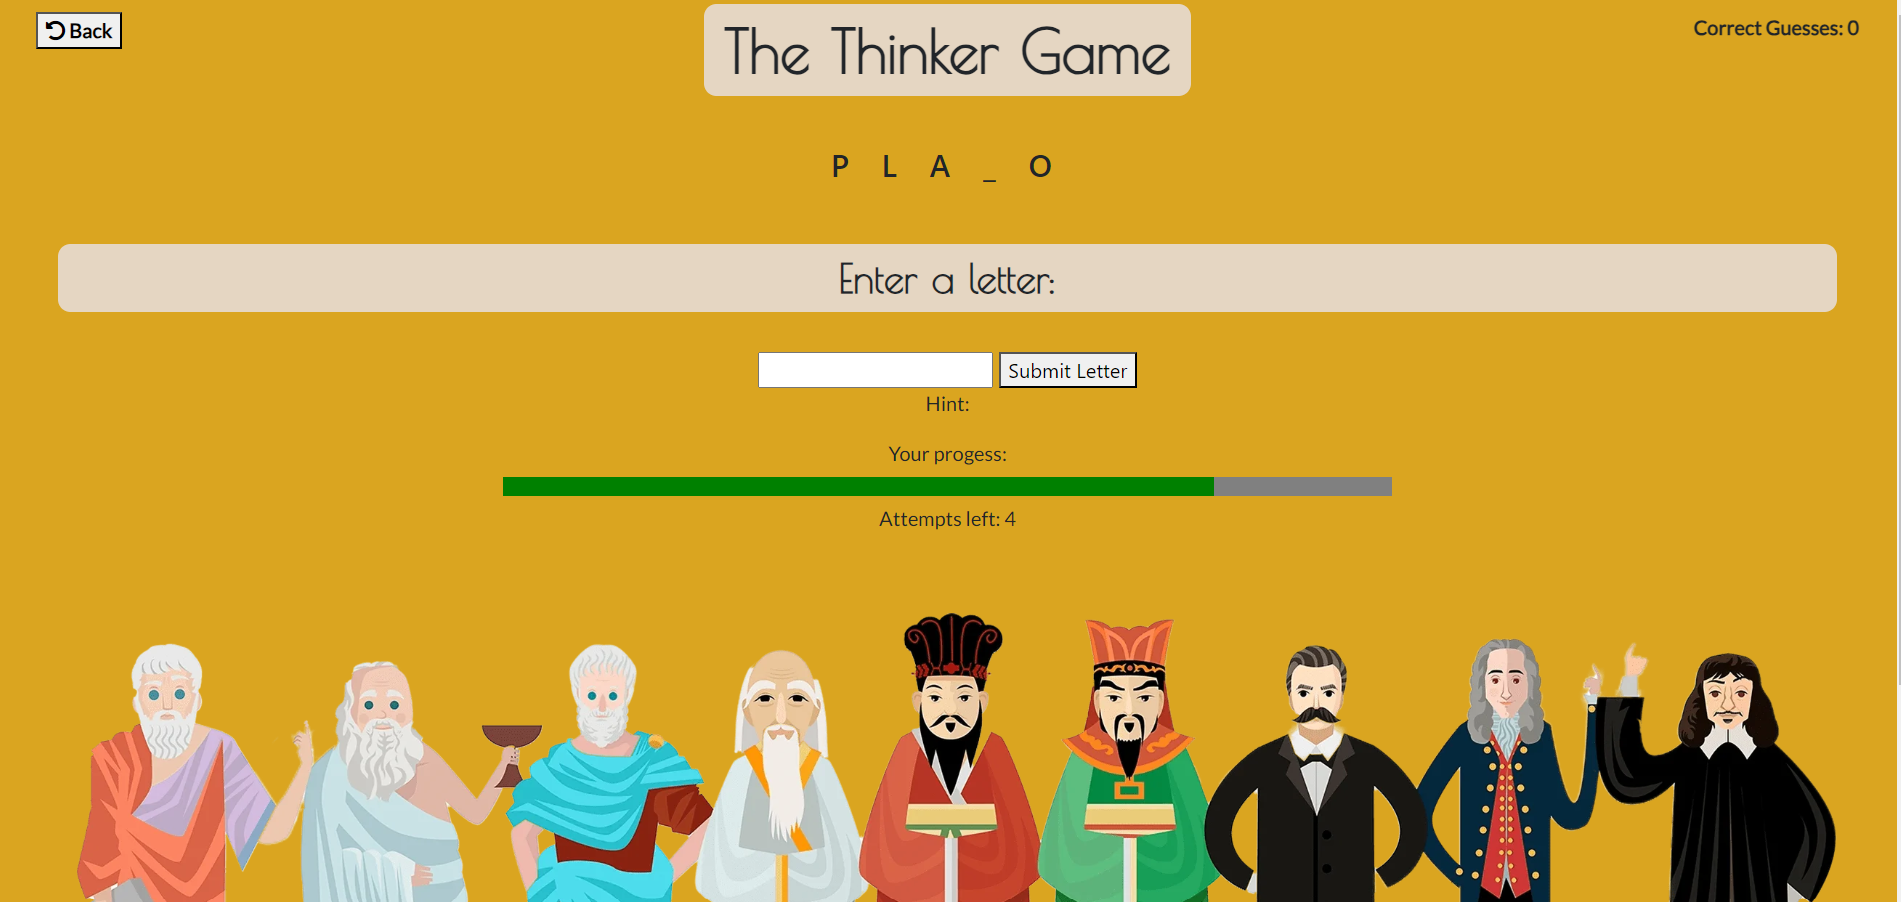 Back
The Thinker Game
Correct Guesses: 0
P L A _ O
Enter a letter:
Submit Letter
Hint:
Your progess:
Attempts left: 4